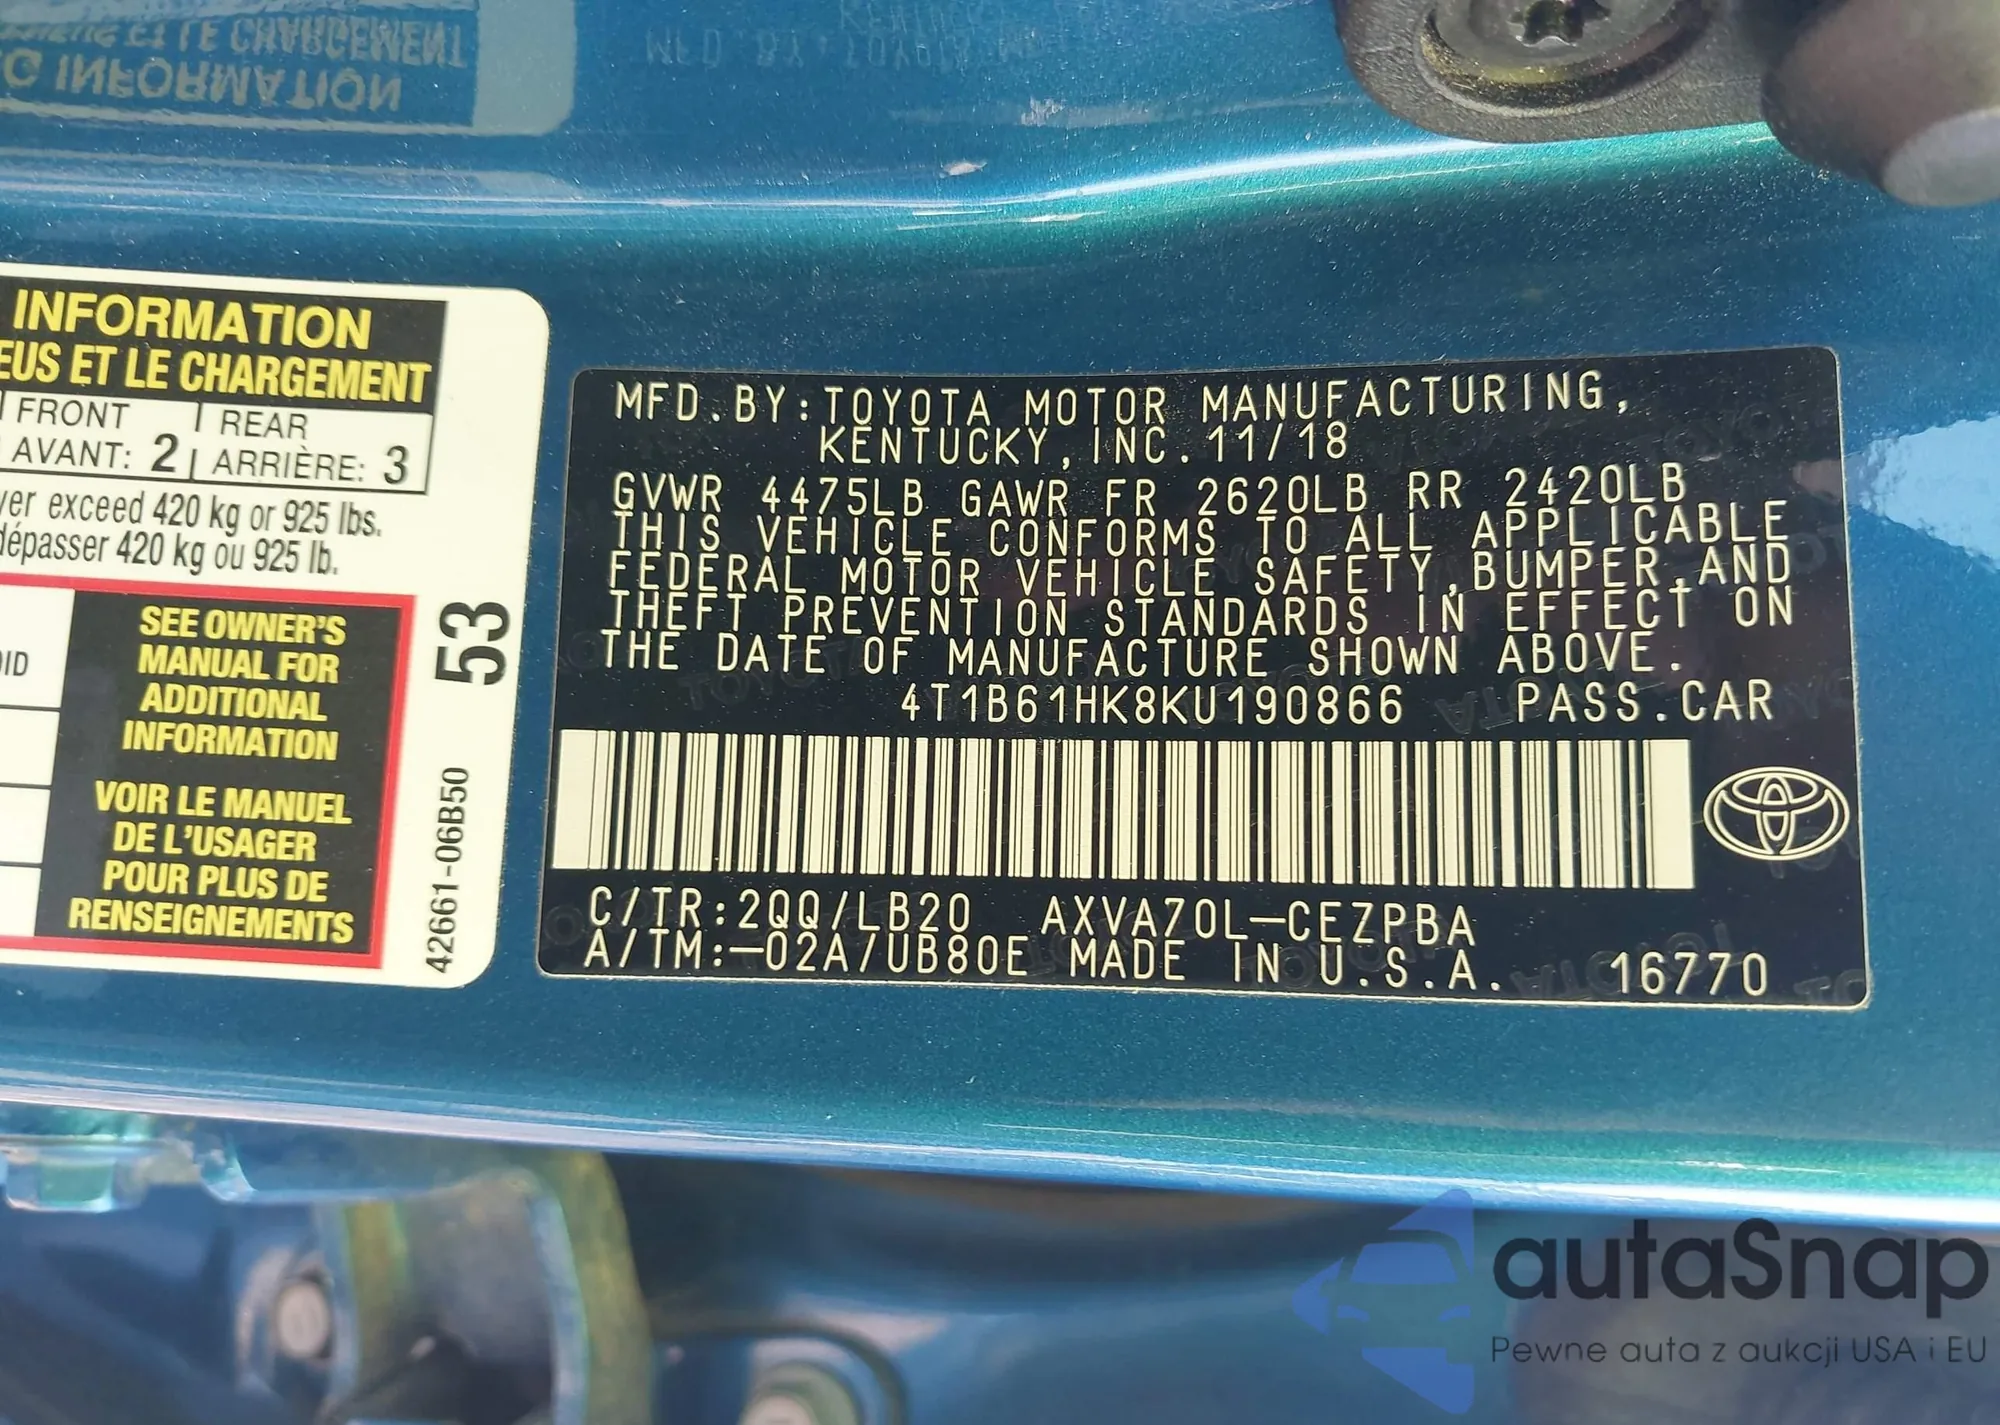 INFORMATION
EUS ET LE CHARGEMENT
FRONT | REAR
AVANT: 2 | ARRIÈRE: 3
exceed 420 kg or 925 lbs.
dépasser 420 kg ou 925 lb.
SEE OWNER'S
MANUAL FOR
ADDITIONAL
INFORMATION
VOIR LE MANUEL
DE L'USAGER
POUR PLUS DE
RENSEIGNEMENTS
53
42661-06B50
MFD.BY:TOYOTA MOTOR MANUFACTURING,
KENTUCKY,INC. 11/18
GVWR 4475LB GAWR FR 2620LB RR 2420LB
THIS VEHICLE CONFORMS TO ALL APPLICABLE
FEDERAL MOTOR VEHICLE SAFETY,BUMPER,AND
THEFT PREVENTION STANDARDS IN EFFECT ON
THE DATE OF MANUFACTURE SHOWN ABOVE.
4T1B61HK8KU190866 PASS.CAR
C/TR:2QQ/LB20 AXVA70L-CEZPBA
A/TM:-02A/UB80E MADE IN U.S.A. 16770
autaSnap
Pewne auta z aukcji USA i EU